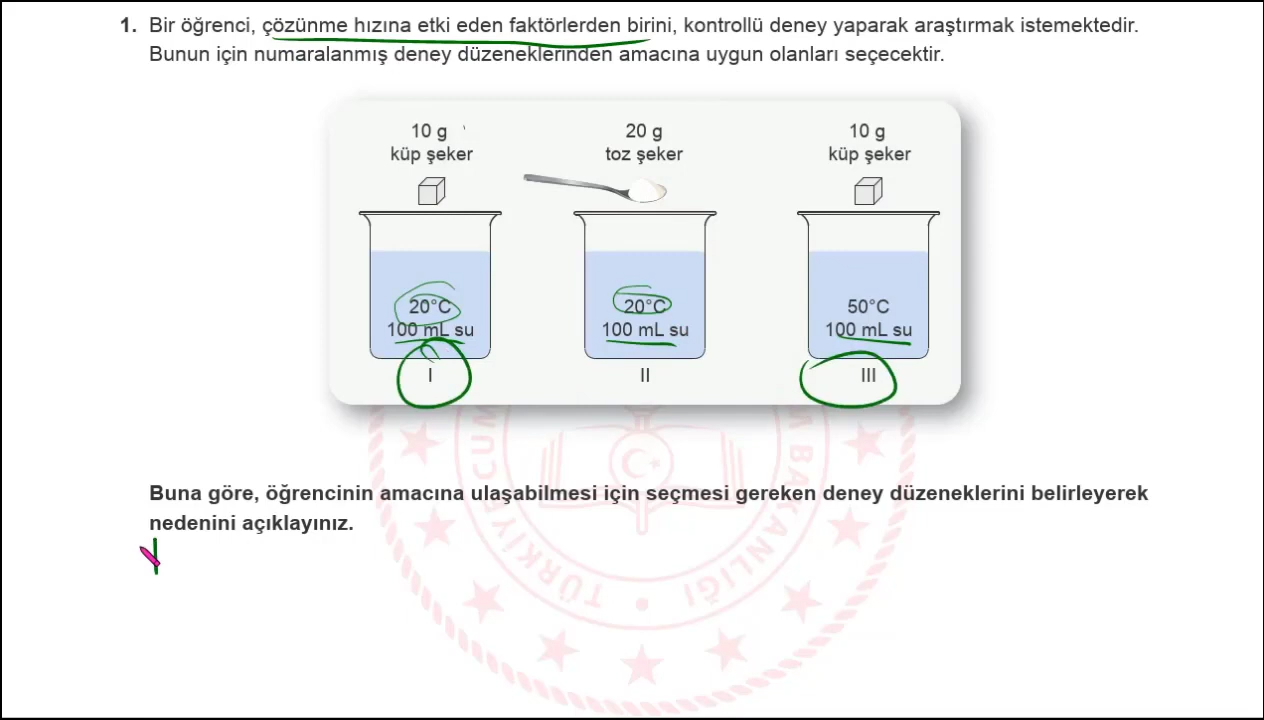 1. Bir öğrenci, çözünme hızına etki eden faktörlerden birini, kontrollü deney yaparak araştırmak istemektedir.
Bunun için numaralanmış deney düzeneklerinden amacına uygun olanları seçecektir.
10 g
küp şeker
20 g
toz şeker
10 g
küp şeker
20°C
100 mL su
20°C
100 mL su
50°C
100 mL su
I
II
III
Buna göre, öğrencinin amacına ulaşabilmesi için seçmesi gereken deney düzeneklerini belirleyerek
nedenini açıklayınız.